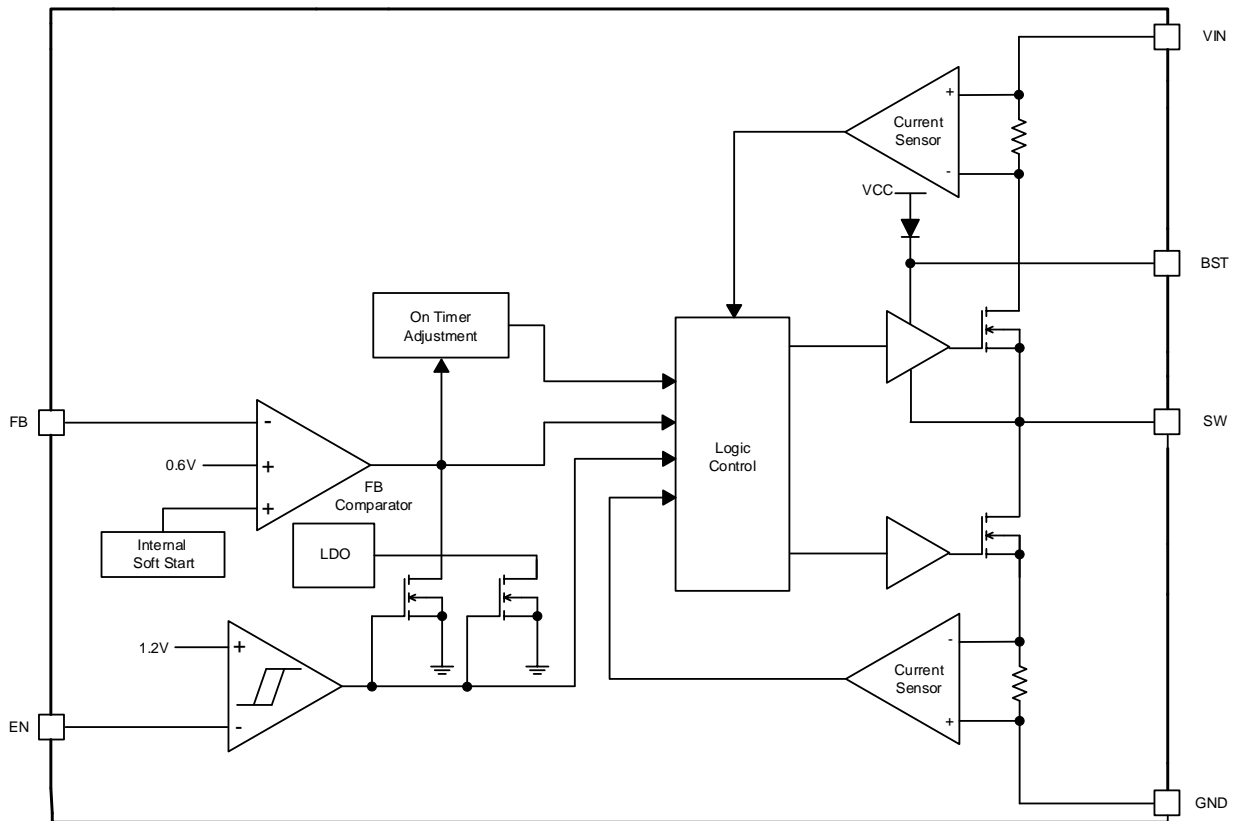 VIN
+
Current
Sensor
-
VCC
BST
On Timer
Adjustment
FB
-
0.6V
+
+
FB
Comparator
Internal
Soft Start
LDO
Logic
Control
SW
1.2V
+
-
EN
-
Current
Sensor
+
GND